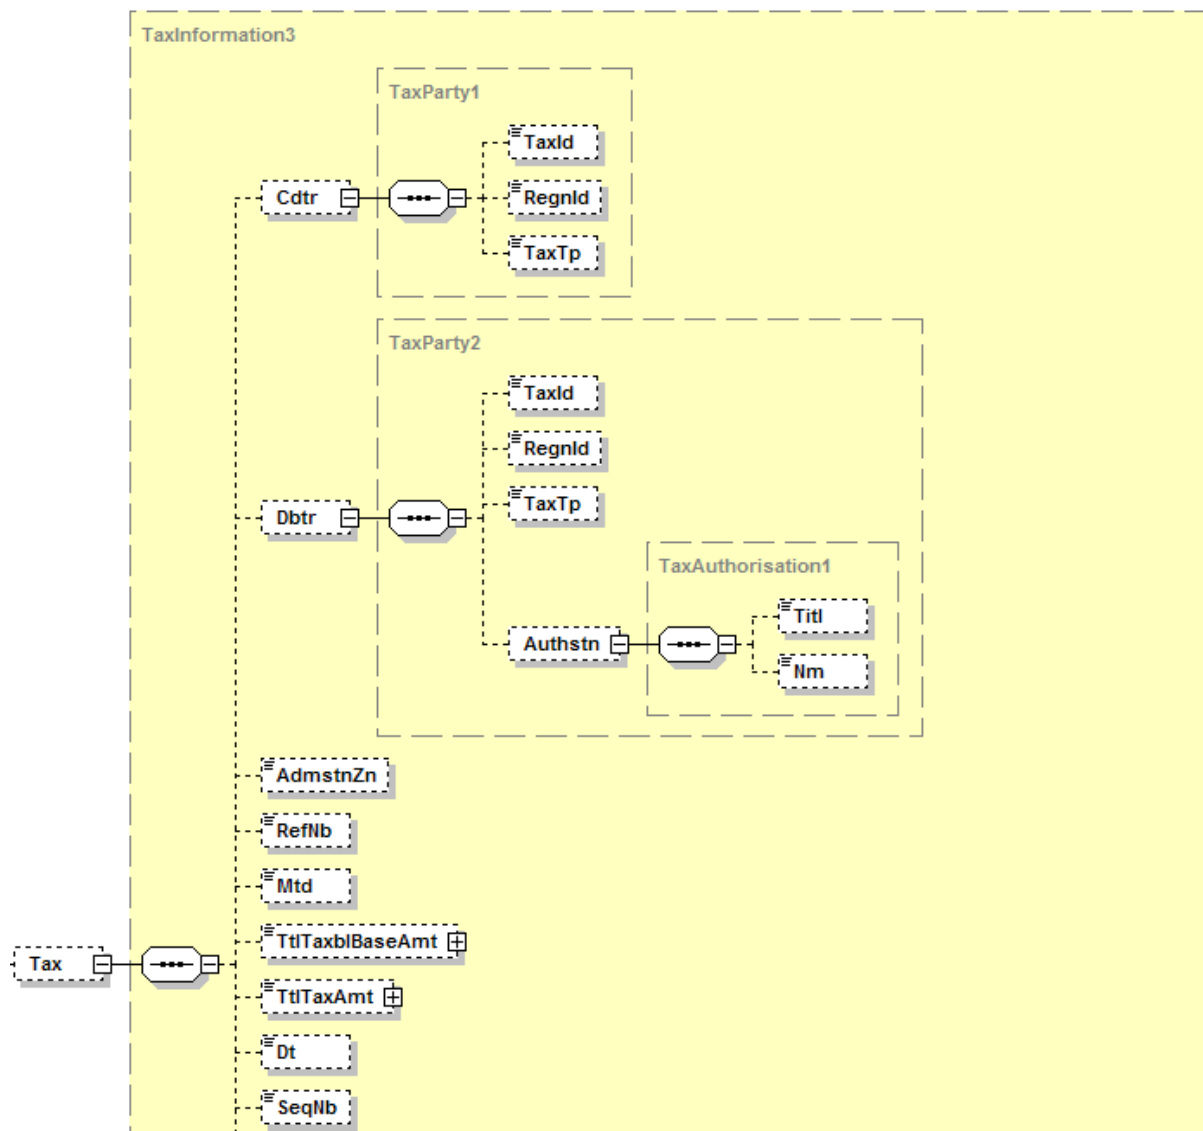 TaxInformation3
TaxParty1
TaxId
Cdtr
RegnId
TaxTp
TaxParty2
TaxId
RegnId
TaxTp
Dbtr
TaxAuthorisation1
Titl
Authstn
Nm
AdmstnZn
RefNb
Mtd
TtlTaxblBaseAmt
Tax
TtlTaxAmt
Dt
SeqNb